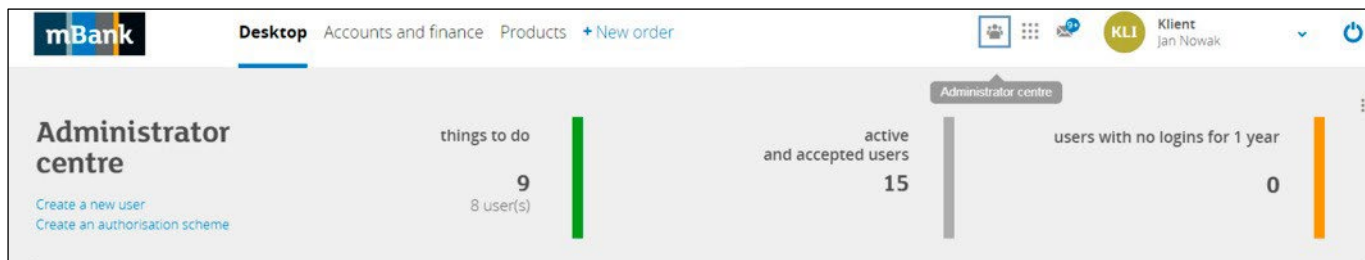 mBank
Desktop Accounts and finance Products + New order
9+
KLI
Klient
Jan Nowak
Administrator centre
Administrator
centre
Create a new user
Create an authorisation scheme
things to do
9
8 user(s)
active
and accepted users
15
users with no logins for 1 year
0